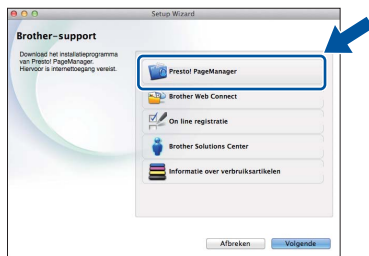 Setup Wizard
Brother-support
Download het installatieprogramma
van Presto! PageManager.
Hiervoor is internettoegang vereist.
Presto! PageManager
Brother Web Connect
On line registratie
Brother Solutions Center
Informatie over verbruiksartikelen
Afbreken
Volgende